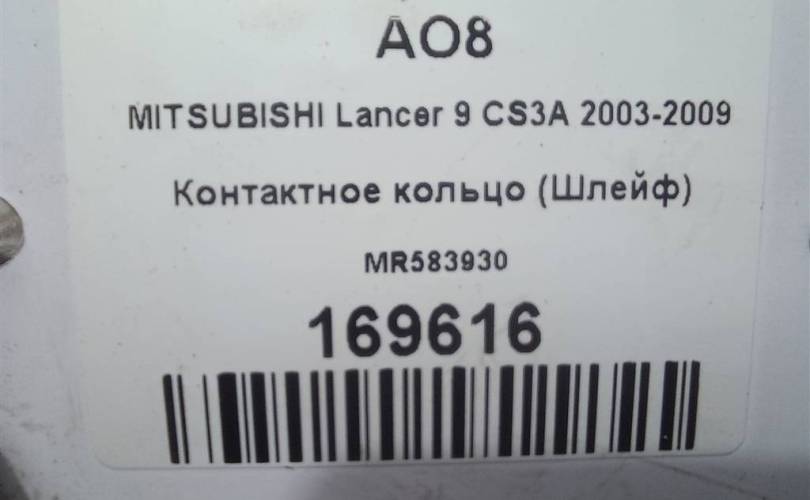 AO8
MITSUBISHI Lancer 9 CS3A 2003-2009
Контактное кольцо (Шлейф)
MR583930
169616